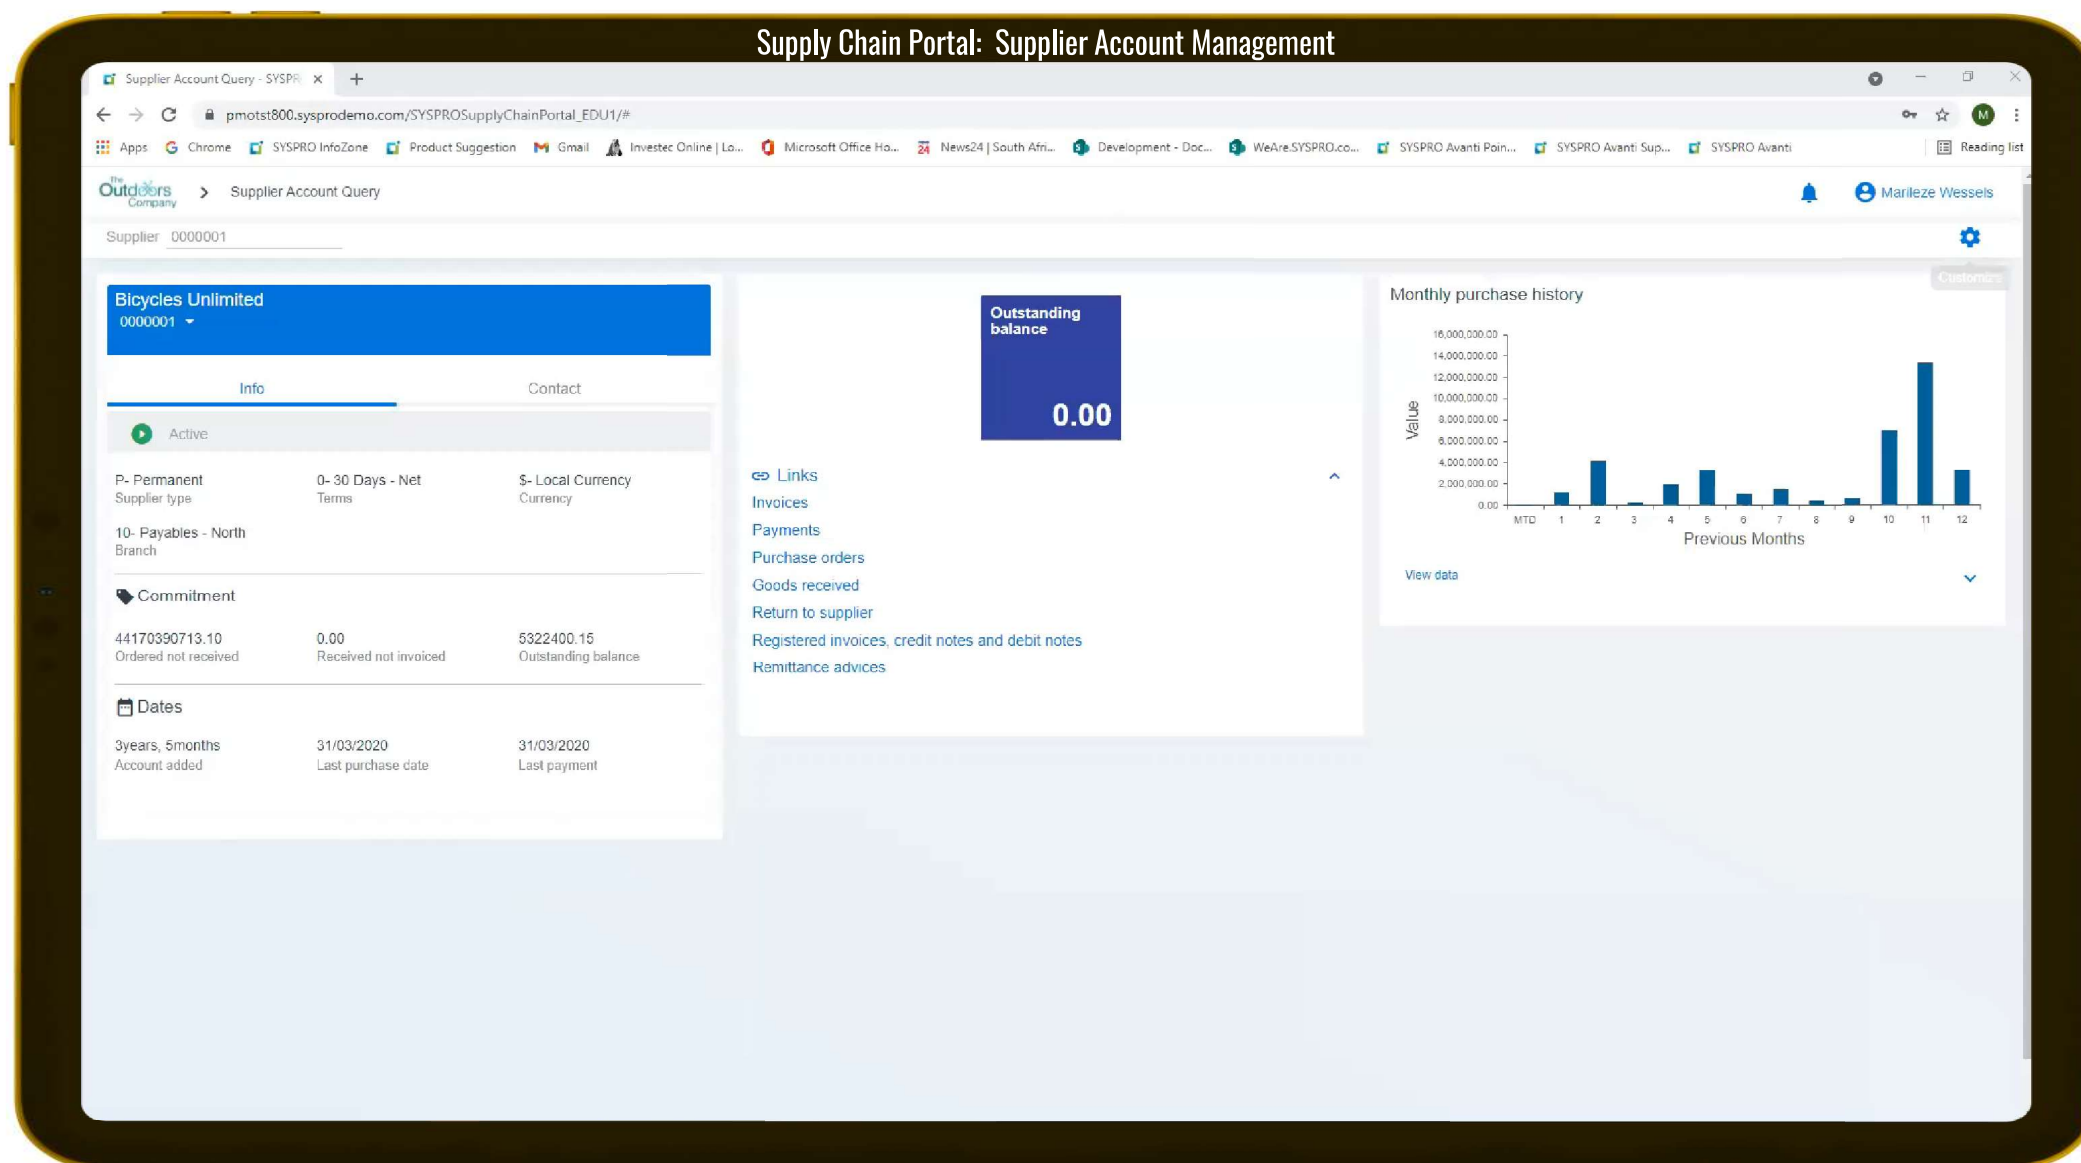 Supply Chain Portal: Supplier Account Management
Supplier Account Query - SYSPR
pmotst800.sysprodemo.com/SYSPROSupplyChainPortal_EDU1/#
M
Apps Chrome SYSPRO InfoZone Product Suggestion Gmail Investec Online | Lo... Microsoft Office Ho... 24 News24 | South Afri... Development - Doc... WeAre.SYSPRO.co... SYSPRO Avanti Poin... SYSPRO Avanti Sup... SYSPRO Avanti Reading list
The Outdoors Company > Supplier Account Query Marileze Wessels
Supplier 0000001
Customize
Bicycles Unlimited
0000001
Info Contact
Active
P- Permanent 0- 30 Days - Net $- Local Currency
Supplier type Terms Currency
10- Payables - North
Branch
Commitment
44170390713.10 0.00 5322400.15
Ordered not received Received not invoiced Outstanding balance
Dates
3years, 5months 31/03/2020 31/03/2020
Account added Last purchase date Last payment
Outstanding
balance
0.00
Links
Invoices
Payments
Purchase orders
Goods received
Return to supplier
Registered invoices, credit notes and debit notes
Remittance advices
Monthly purchase history
16,000,000.00
14,000,000.00
12,000,000.00
10,000,000.00
8,000,000.00
6,000,000.00
4,000,000.00
2,000,000.00
0.00
Value
MTD 1 2 3 4 5 6 7 8 9 10 11 12
Previous Months
View data